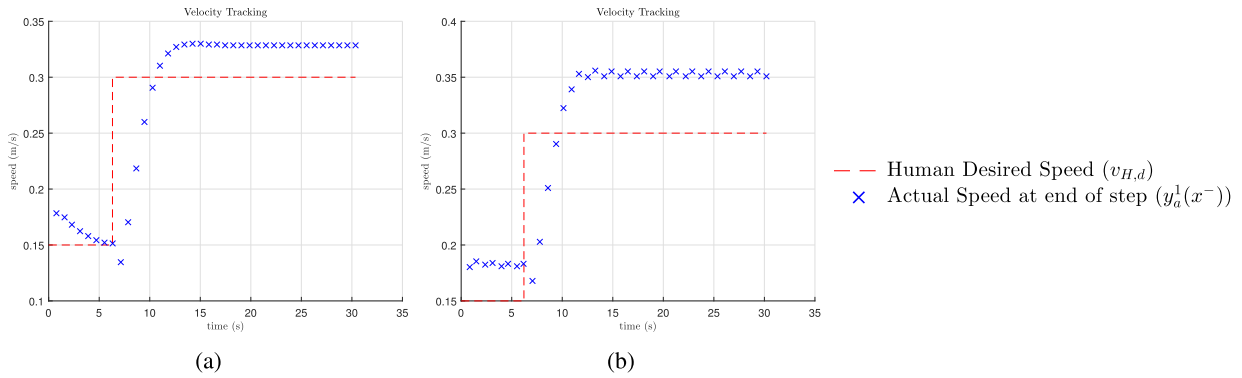 Velocity Tracking
0.35
0.3
0.25
0.2
0.15
0.1
speed (m/s)
0 5 10 15 20 25 30 35
time (s)
(a)
Velocity Tracking
0.4
0.35
0.3
0.25
0.2
0.15
speed (m/s)
0 5 10 15 20 25 30 35
time (s)
(b)
Human Desired Speed (v_{H,d})
Actual Speed at end of step (y_a^1(x^-))